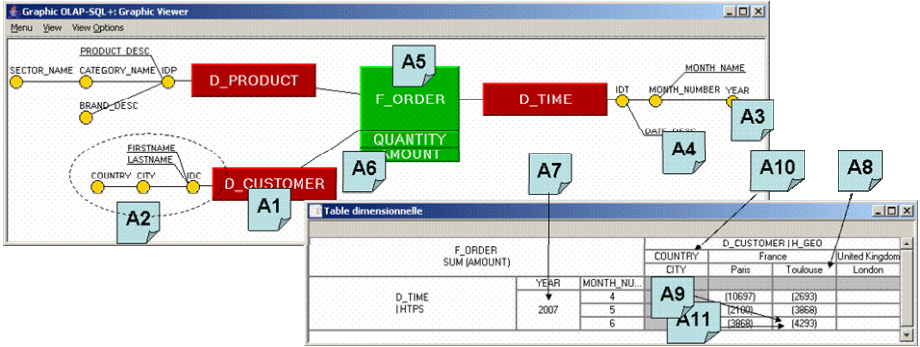 Graphic OLAP-SQL+: Graphic Viewer
Menu View View Options
PRODUCT_DESC
SECTOR_NAME CATEGORY_NAME IDP
D_PRODUCT
BRAND_DESC
A5
F_ORDER
QUANTITY
AMOUNT
D_TIME
MONTH_NAME
IDT MONTH_NUMBER YEAR
A3
DATE_DESC
A4
FIRSTNAME
LASTNAME
COUNTRY CITY IDC
D_CUSTOMER
A6
A7
A10
A8
A2
A1
Table dimensionnelle
F_ORDER
SUM (AMOUNT)
D_CUSTOMER | H_GEO
COUNTRY France United Kingdom
CITY Paris Toulouse London
YEAR MONTH_NU...
D_TIME
| HTPS
2007
4 (10697) (2693)
5 (2100) (3868)
6 (3868) (4293)
A9
A11